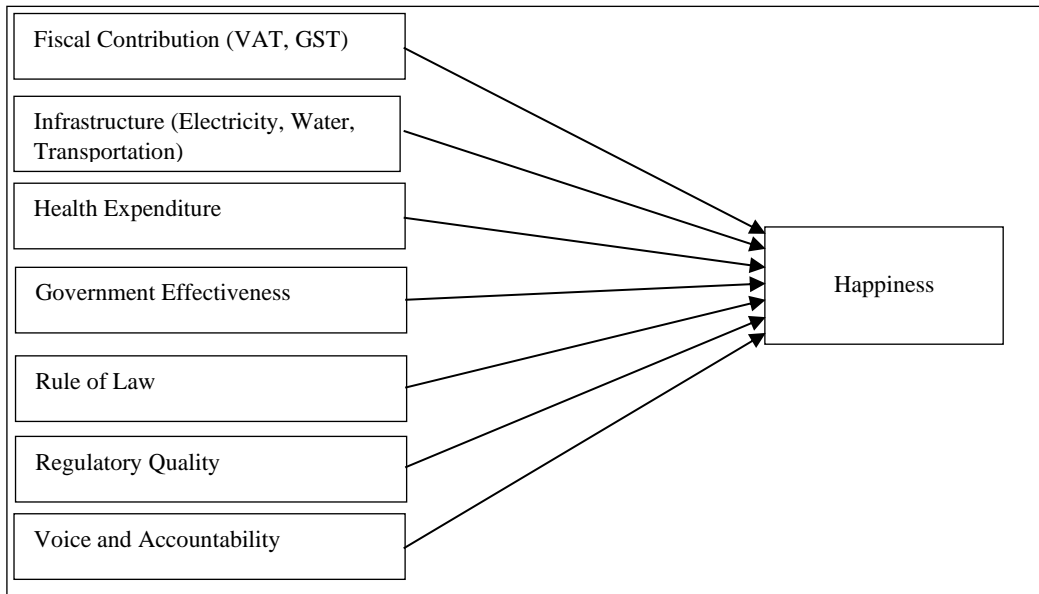 Fiscal Contribution (VAT, GST)
Infrastructure (Electricity, Water,
Transportation)
Health Expenditure
Government Effectiveness
Happiness
Rule of Law
Regulatory Quality
Voice and Accountability